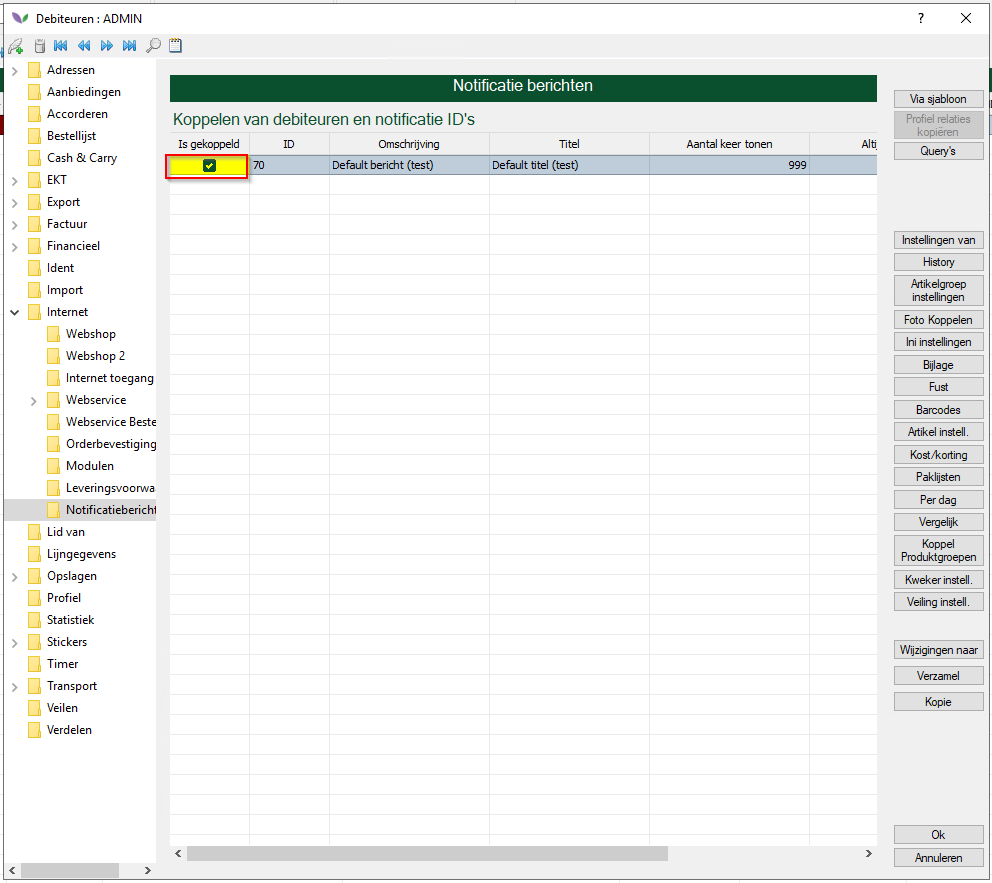 Debiteuren : ADMIN
?
Adressen
Aanbiedingen
Accorderen
Bestellijst
Cash & Carry
EKT
Export
Factuur
Financieel
Ident
Import
Internet
Webshop
Webshop 2
Internet toegang
Webservice
Webservice Beste
Orderbevestiging
Modulen
Leveringsvoorwaa
Notificatiebericht
Lid van
Lijngegevens
Opslagen
Profiel
Statistiek
Stickers
Timer
Transport
Veilen
Verdelen
Notificatie berichten
Koppelen van debiteuren en notificatie ID's
Is gekoppeld ID Omschrijving Titel Aantal keer tonen Altij
70 Default bericht (test) Default titel (test) 999
Via sjabloon
Profiel relaties
kopiëren
Query's
Instellingen van
History
Artikelgroep
instellingen
Foto Koppelen
Ini instellingen
Bijlage
Fust
Barcodes
Artikel instell.
Kost/korting
Paklijsten
Per dag
Vergelijk
Koppel
Produktgroepen
Kweker instell.
Veiling instell.
Wijzigingen naar
Verzamel
Kopie
Ok
Annuleren